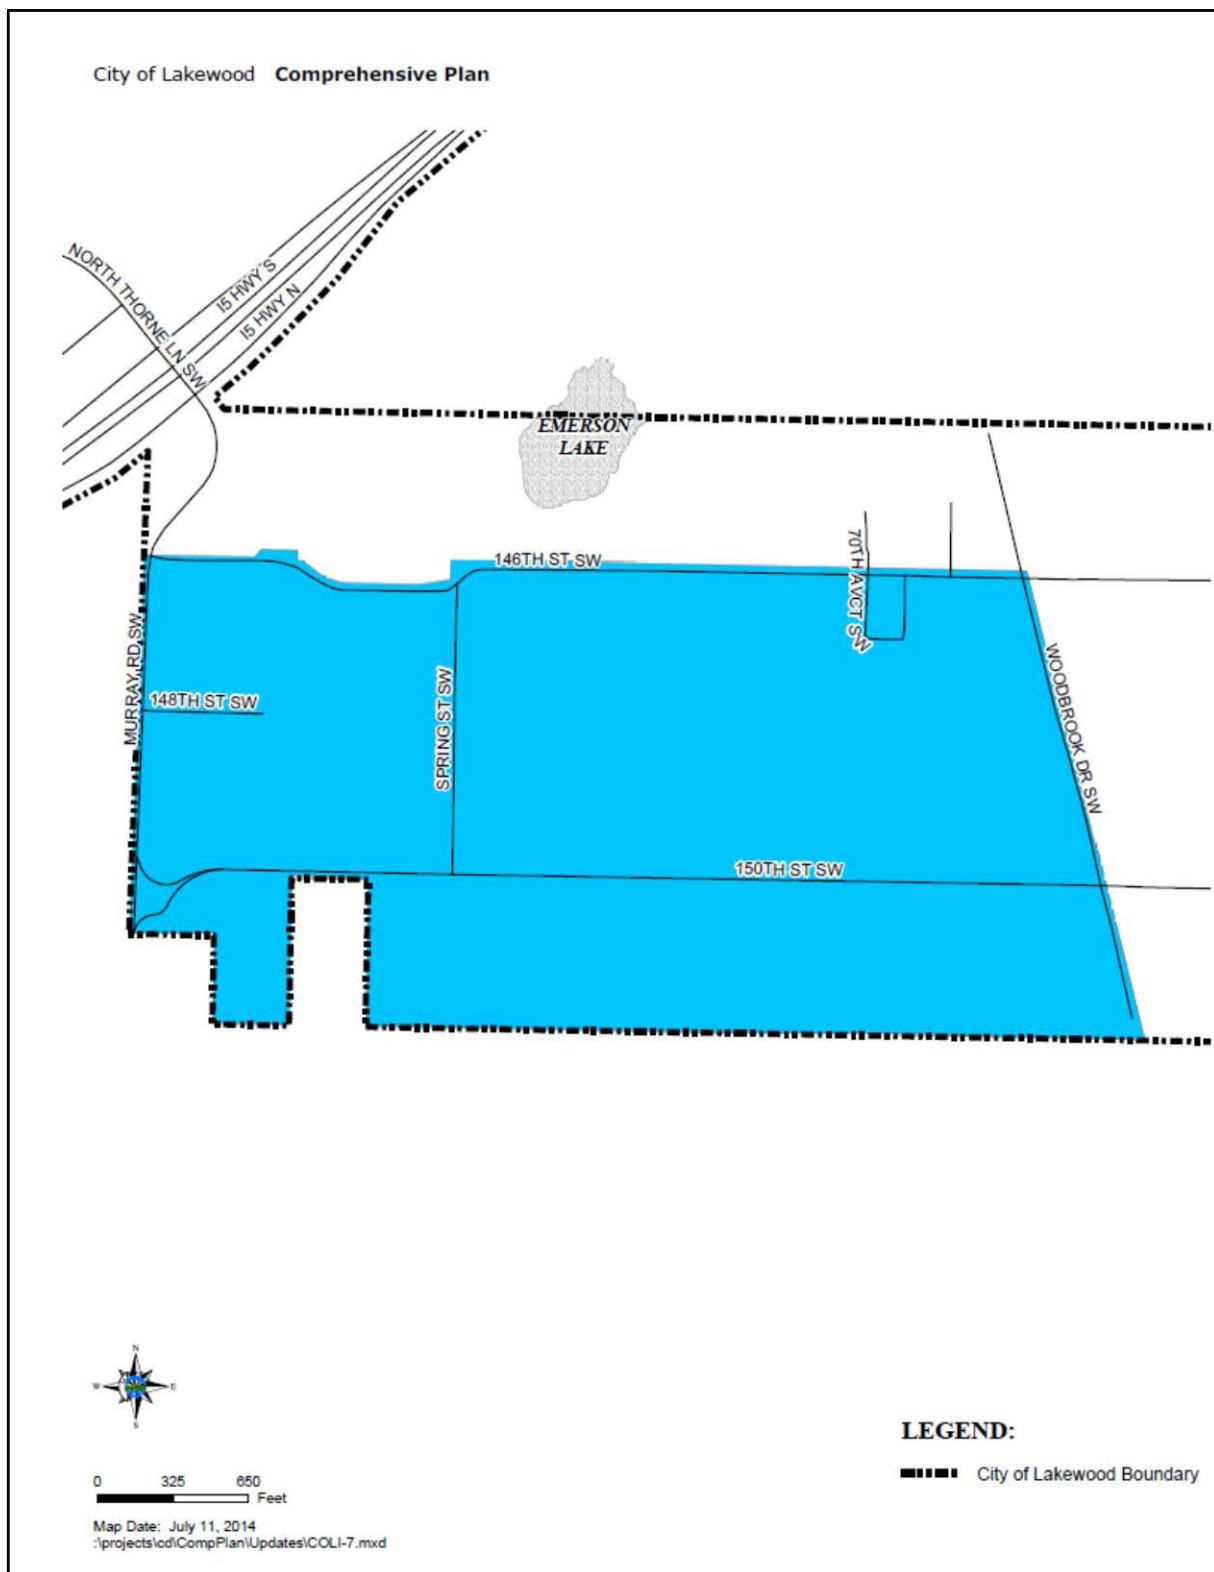 City of Lakewood Comprehensive Plan
NORTH THORNE LN SW
I5 HWY S
I5 HWY N
EMERSON
LAKE
146TH ST SW
70TH AVCT SW
MURRAY RD SW
148TH ST SW
SPRING ST SW
WOODBROOK DR SW
150TH ST SW
N
W
E
S
LEGEND:
City of Lakewood Boundary
0 325 650
Feet
Map Date: July 11, 2014
:\projects\cd\CompPlan\Updates\COLI-7.mxd